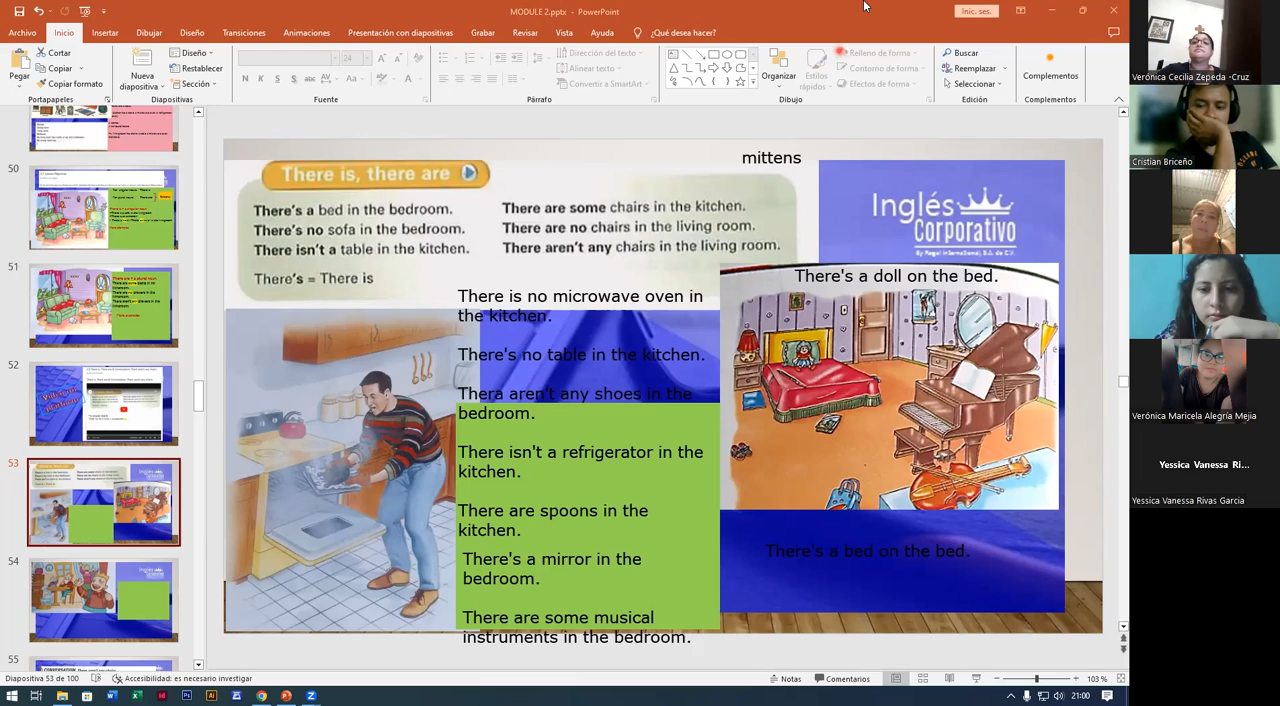 MODULE 2.pptx - PowerPoint
Inic. ses.
Archivo Inicio Insertar Dibujar Diseño Transiciones Animaciones Presentación con diapositivas Grabar Revisar Vista Ayuda ¿Qué desea hacer?
Pegar
Cortar
Copiar
Copiar formato
Portapapeles
Nueva diapositiva
Diseño
Restablecer
Sección
Diapositivas
N K S S abc AV Aa A
Fuente
Dirección del texto
Alinear texto
Convertir a SmartArt
Párrafo
Organizar
Estilos rápidos
Relleno de forma
Contorno de forma
Efectos de forma
Dibujo
Buscar
Reemplazar
Seleccionar
Edición
Complementos
Complementos
50
51
52
53
54
55
mittens
There is, there are
There's a bed in the bedroom.
There's no sofa in the bedroom.
There isn't a table in the kitchen.
There's = There is
There are some chairs in the kitchen.
There are no chairs in the living room.
There aren't any chairs in the living room.
Inglés
Corporativo
By Regal International, S.A. de C.V.
There's a doll on the bed.
There is no microwave oven in
the kitchen.
There's no table in the kitchen.
There aren't any shoes in the
bedroom.
There isn't a refrigerator in the
kitchen.
There are spoons in the
kitchen.
There's a mirror in the
bedroom.
There are some musical
instruments in the bedroom.
There's a bed on the bed.
Diapositiva 53 de 100
Accesibilidad: es necesario investigar
Notas
Comentarios
103 %
21:00
Verónica Cecilia Zepeda -Cruz
Cristian Briceño
Verónica Maricela Alegría Mejia
Yessica Vanessa Ri...
Yessica Vanessa Rivas Garcia